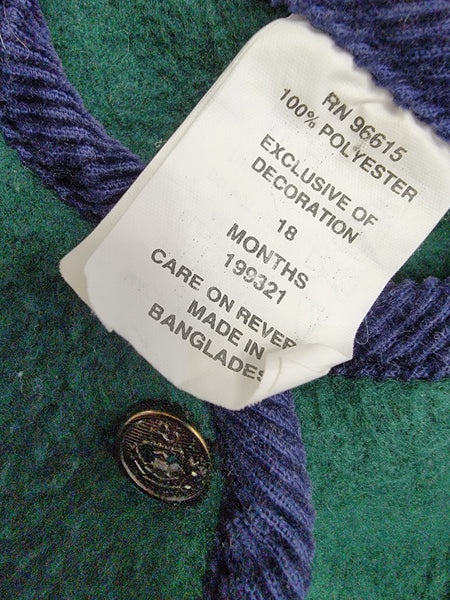 RN 96615
100% POLYESTER
EXCLUSIVE OF
DECORATION
18
MONTHS
199321
CARE ON REVER
MADE IN
BANGLADES